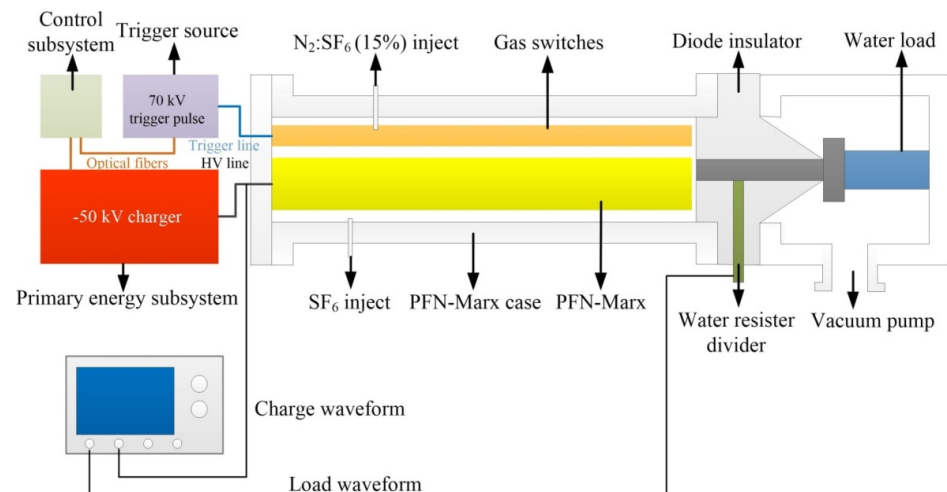 Control
subsystem
Trigger source
N₂:SF₆ (15%) inject
Gas switches
Diode insulator
Water load
70 kV
trigger pulse
Trigger line
HV line
Optical fibers
-50 kV charger
Primary energy subsystem
SF₆ inject
PFN-Marx case
PFN-Marx
Water resister
divider
Vacuum pump
Charge waveform
Load waveform